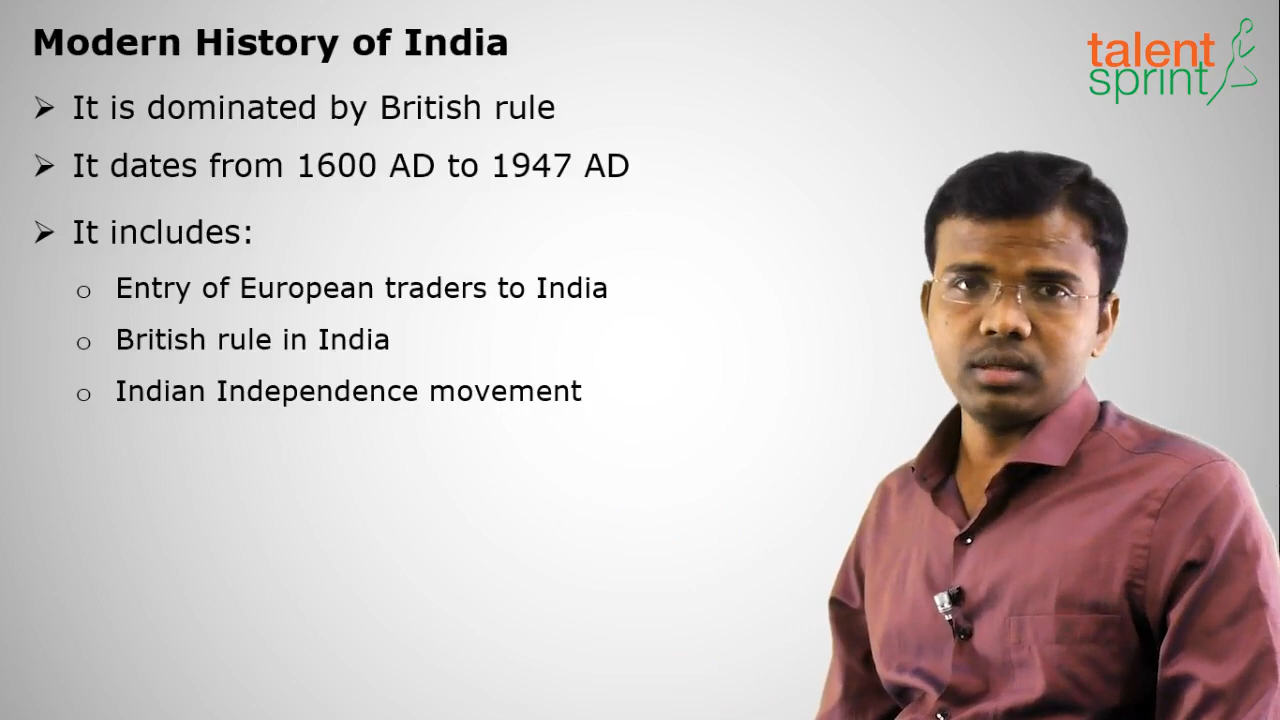 Modern History of India
talent
sprint
➢ It is dominated by British rule
➢ It dates from 1600 AD to 1947 AD
➢ It includes:
o Entry of European traders to India
o British rule in India
o Indian Independence movement